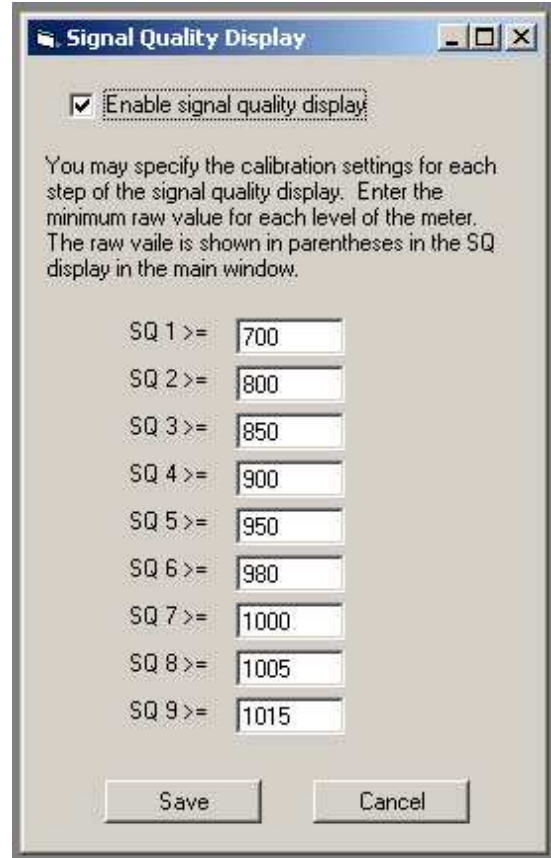 Signal Quality Display
Enable signal quality display
You may specify the calibration settings for each
step of the signal quality display. Enter the
minimum raw value for each level of the meter.
The raw vaile is shown in parentheses in the SQ
display in the main window.
SQ 1 >= 700
SQ 2 >= 800
SQ 3 >= 850
SQ 4 >= 900
SQ 5 >= 950
SQ 6 >= 980
SQ 7 >= 1000
SQ 8 >= 1005
SQ 9 >= 1015
Save Cancel